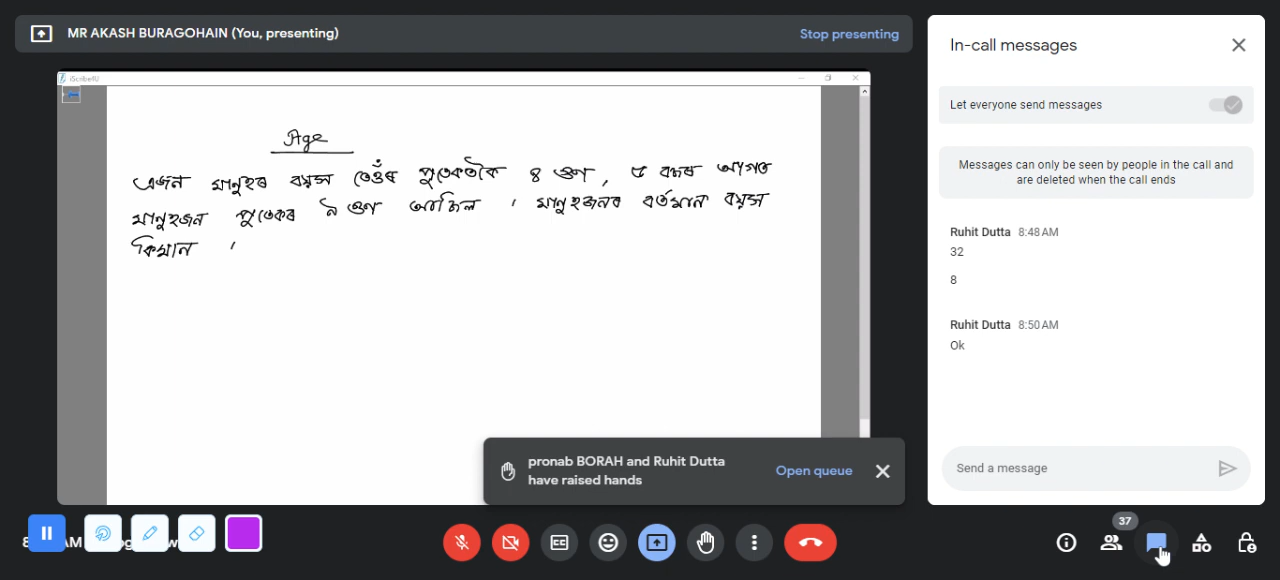 MR AKASH BURAGOHAIN (You, presenting)
Stop presenting
iScribeIU
Age
এজন মানুহৰ বয়স তেওঁৰ পুতেকতকৈ ৪ গুণ, ৫ বছৰ আগত
মানুহজন পুতেকৰ ৯ গুণ আছিল । মানুহজনৰ বৰ্তমান বয়স
কিমান ।
pronab BORAH and Ruhit Dutta
have raised hands
Open queue
In-call messages
Let everyone send messages
Messages can only be seen by people in the call and
are deleted when the call ends
Ruhit Dutta 8:48 AM
32
8
Ruhit Dutta 8:50 AM
Ok
Send a message
37